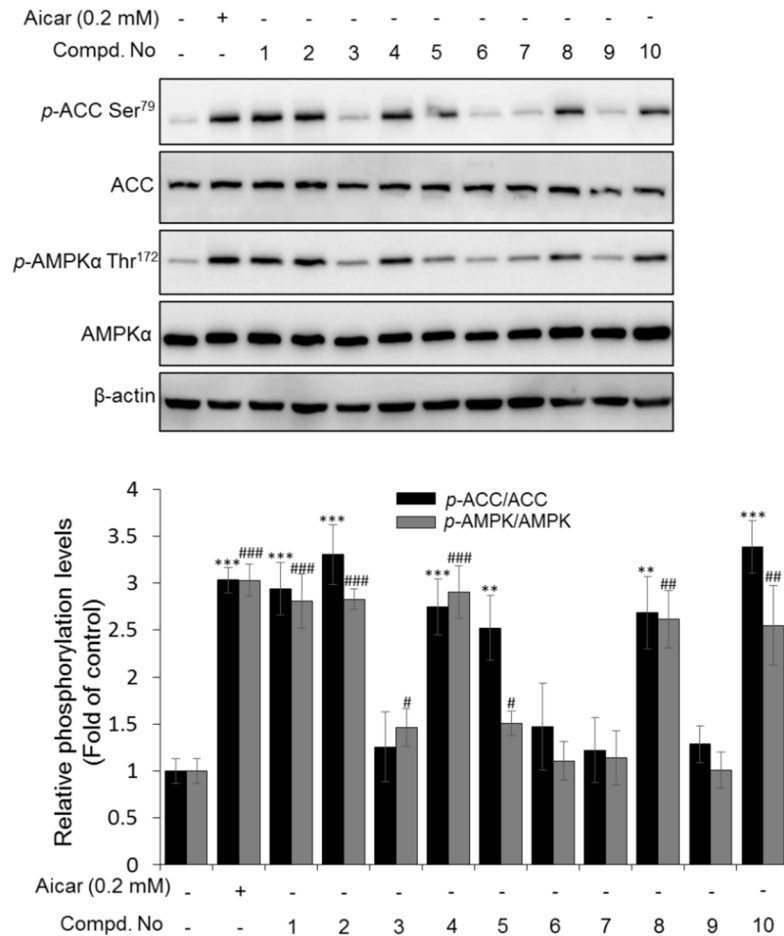 Aicar (0.2 mM) - + - - - - - - - - - -
Compd. No - - 1 2 3 4 5 6 7 8 9 10
p-ACC Ser⁷⁹
ACC
p-AMPKα Thr¹⁷²
AMPKα
β-actin
Relative phosphorylation levels
(Fold of control)
4
3.5
3
2.5
2
1.5
1
0.5
0
p-ACC/ACC
p-AMPK/AMPK
*** ### *** ### *** ### # *** ### ** # ** ## *** ##
Aicar (0.2 mM) - + - - - - - - - - - -
Compd. No - - 1 2 3 4 5 6 7 8 9 10